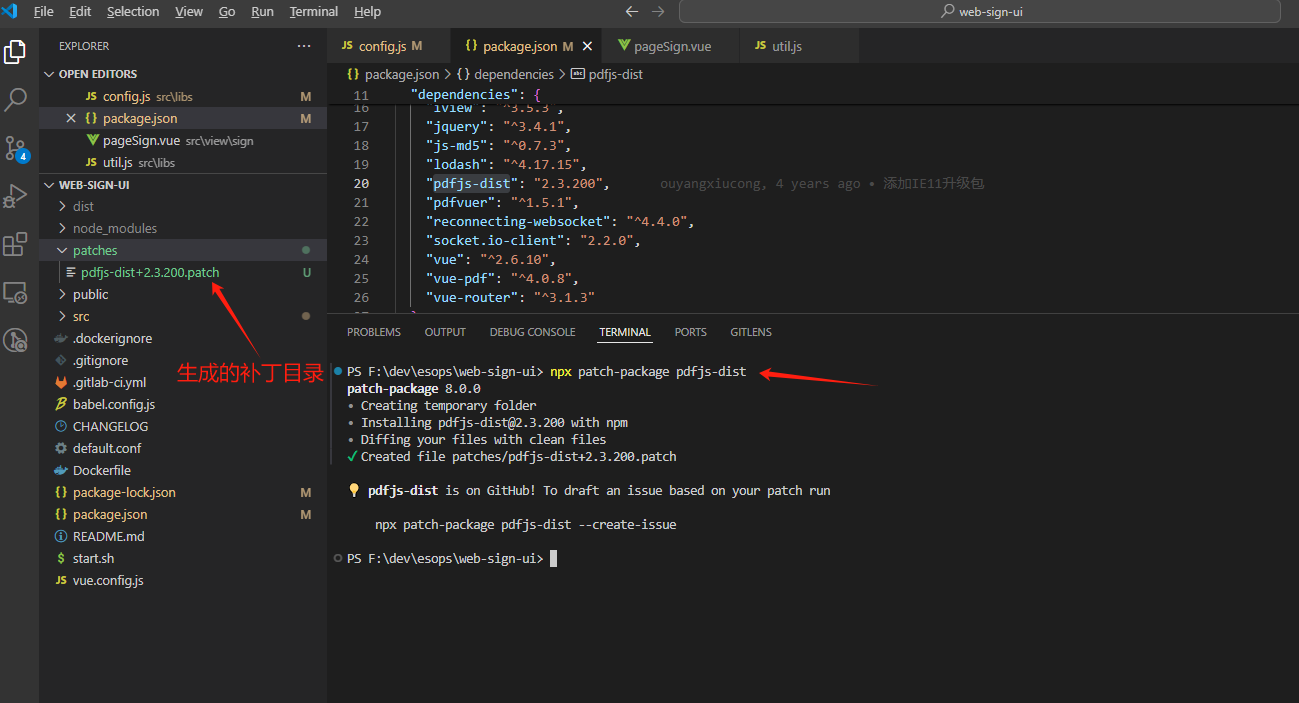 File Edit Selection View Go Run Terminal Help
web-sign-ui
EXPLORER
OPEN EDITORS
JS config.js src\libs M
{} package.json M
pageSign.vue src\view\sign
JS util.js src\libs
WEB-SIGN-UI
dist
node_modules
patches
pdfjs-dist+2.3.200.patch U
public
src
.dockerignore
.gitignore
.gitlab-ci.yml
babel.config.js
CHANGELOG
default.conf
Dockerfile
{} package-lock.json M
{} package.json M
README.md
$ start.sh
JS vue.config.js
4
生成的补丁目录
JS config.js M
{} package.json M
pageSign.vue
JS util.js
{} package.json > {} dependencies > abc pdfjs-dist
11 "dependencies": {
16 "iview": "^3.5.3",
17 "jquery": "^3.4.1",
18 "js-md5": "^0.7.3",
19 "lodash": "^4.17.15",
20 "pdfjs-dist": "2.3.200", ouyangxiucong, 4 years ago • 添加IE11升级包
21 "pdfvuer": "^1.5.1",
22 "reconnecting-websocket": "^4.4.0",
23 "socket.io-client": "2.2.0",
24 "vue": "^2.6.10",
25 "vue-pdf": "^4.0.8",
26 "vue-router": "^3.1.3"
PROBLEMS OUTPUT DEBUG CONSOLE TERMINAL PORTS GITLENS
PS F:\dev\esops\web-sign-ui> npx patch-package pdfjs-dist
patch-package 8.0.0
• Creating temporary folder
• Installing pdfjs-dist@2.3.200 with npm
• Diffing your files with clean files
✓ Created file patches/pdfjs-dist+2.3.200.patch
pdfjs-dist is on GitHub! To draft an issue based on your patch run
npx patch-package pdfjs-dist --create-issue
PS F:\dev\esops\web-sign-ui>